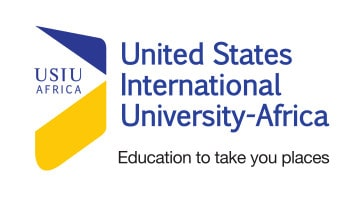 USIU
AFRICA
United States
International
University-Africa
Education to take you places